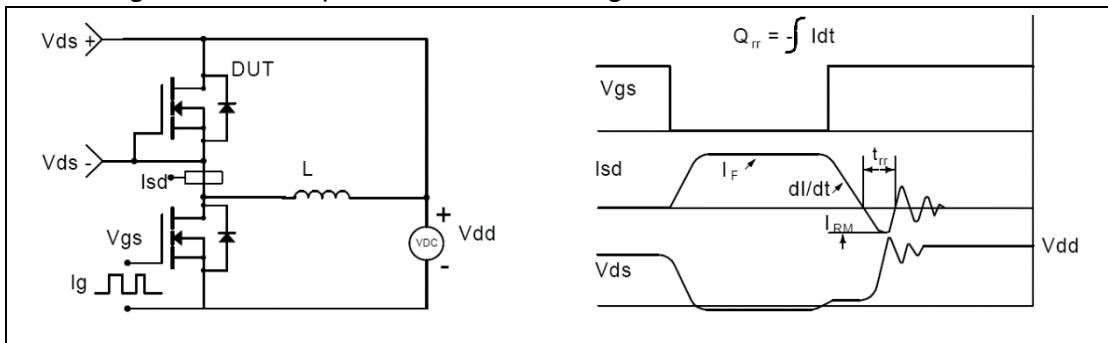 Vds +
DUT
Vds -
Isd
L
+
Vdd
VDC
-
Vgs
Ig
Q rr = - ∫ Idt
Vgs
Isd
I F
dI/dt
t rr
I RM
Vdd
Vds